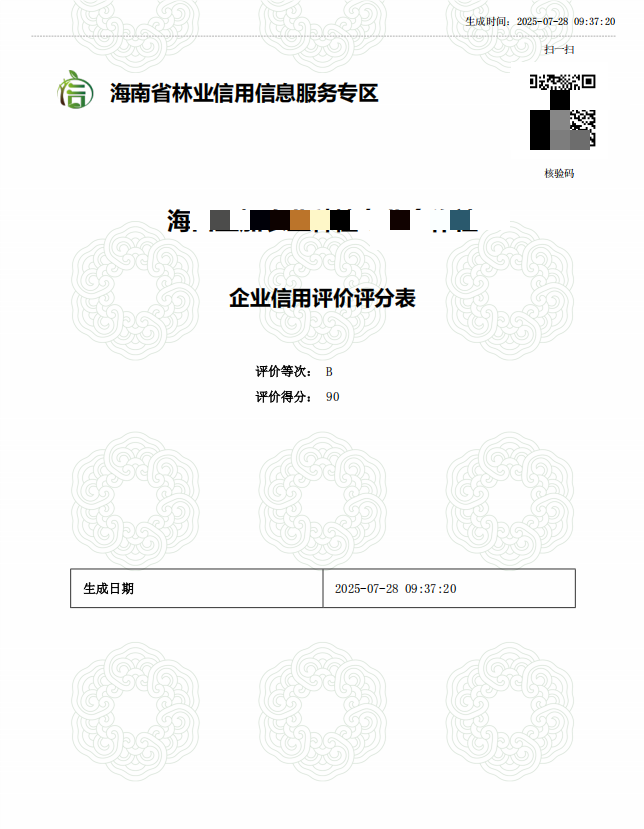 生成时间: 2025-07-28 09:37:20
扫一扫
海南省林业信用信息服务专区
核验码
海
企业信用评价评分表
评价等次: B
评价得分: 90
生成日期 2025-07-28 09:37:20